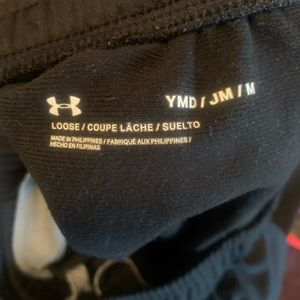 YMD / JM / M
LOOSE / COUPE LÂCHE / SUELTO
MADE IN PHILIPPINES / FABRIQUÉ AUX PHILIPPINES /
HECHO EN FILIPINAS